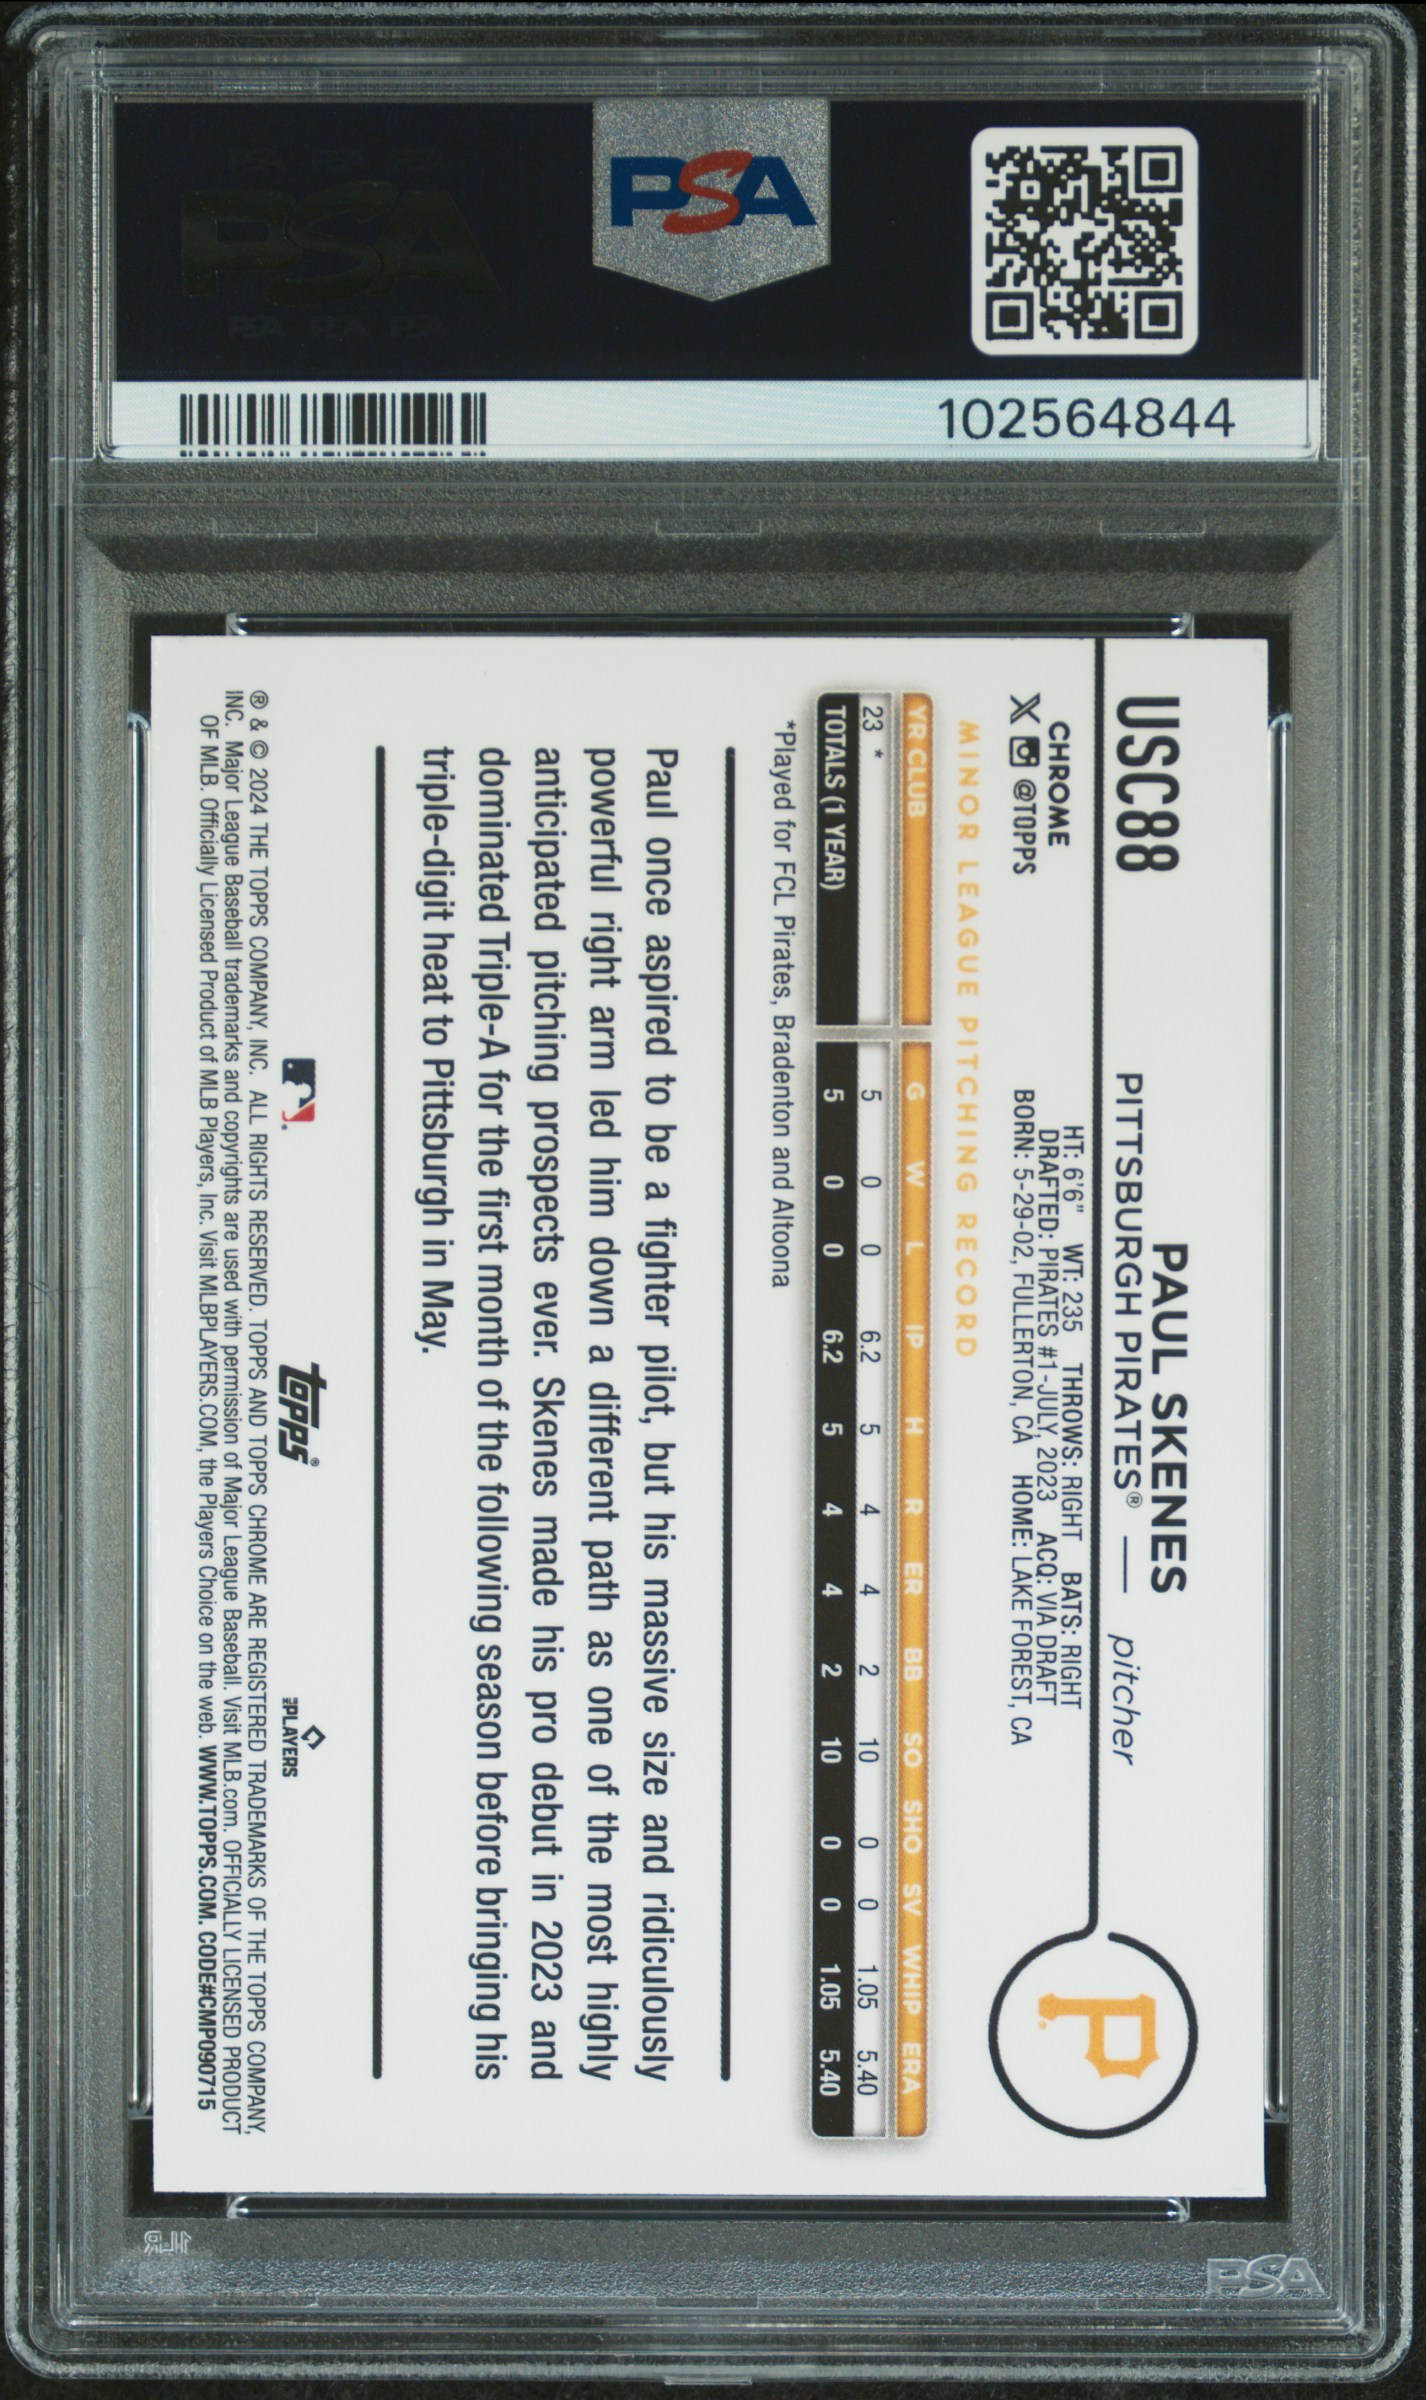 PSA
PSA PSA PSA
PSA
PSA PSA PSA
102564844
USC88
PAUL SKENES
PITTSBURGH PIRATES® — pitcher
CHROME
@TOPPS
HT: 6'6" WT: 235 THROWS: RIGHT BATS: RIGHT
DRAFTED: PIRATES #1-JULY, 2023 ACQ: VIA DRAFT
BORN: 5-29-02, FULLERTON, CA HOME: LAKE FOREST, CA
P
MINOR LEAGUE PITCHING RECORD
YR CLUB G W L IP H R ER BB SO SHO SV WHIP ERA
23 * 5 0 0 6.2 5 4 4 2 10 0 0 1.05 5.40
TOTALS (1 YEAR) 5 0 0 6.2 5 4 4 2 10 0 0 1.05 5.40
*Played for FCL Pirates, Bradenton and Altoona
Paul once aspired to be a fighter pilot, but his massive size and ridiculously
powerful right arm led him down a different path as one of the most highly
anticipated pitching prospects ever. Skenes made his pro debut in 2023 and
dominated Triple-A for the first month of the following season before bringing his
triple-digit heat to Pittsburgh in May.
topps®
PLAYERS
® & © 2024 THE TOPPS COMPANY, INC. ALL RIGHTS RESERVED. TOPPS AND TOPPS CHROME ARE REGISTERED TRADEMARKS OF THE TOPPS COMPANY,
INC. Major League Baseball trademarks and copyrights are used with permission of Major League Baseball. Visit MLB.com. OFFICIALLY LICENSED PRODUCT
OF MLB. Officially Licensed Product of MLB Players, Inc. Visit MLBPLAYERS.COM, the Players Choice on the web. WWW.TOPPS.COM. CODE#CMP090715
PSA